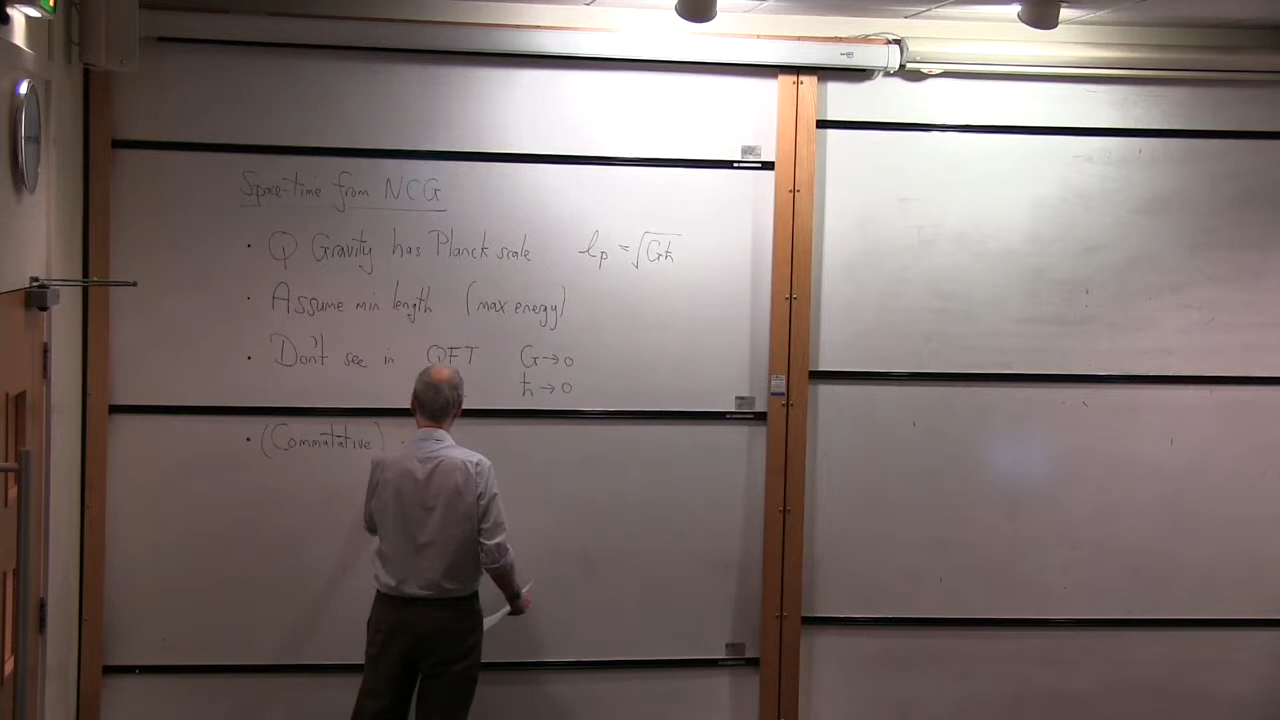 Space-time from NCG
• Q Gravity has Planck scale lₚ = √Għ
• Assume min length (max energy)
• Don't see in QFT G→0
ħ→0
• (Commutative)